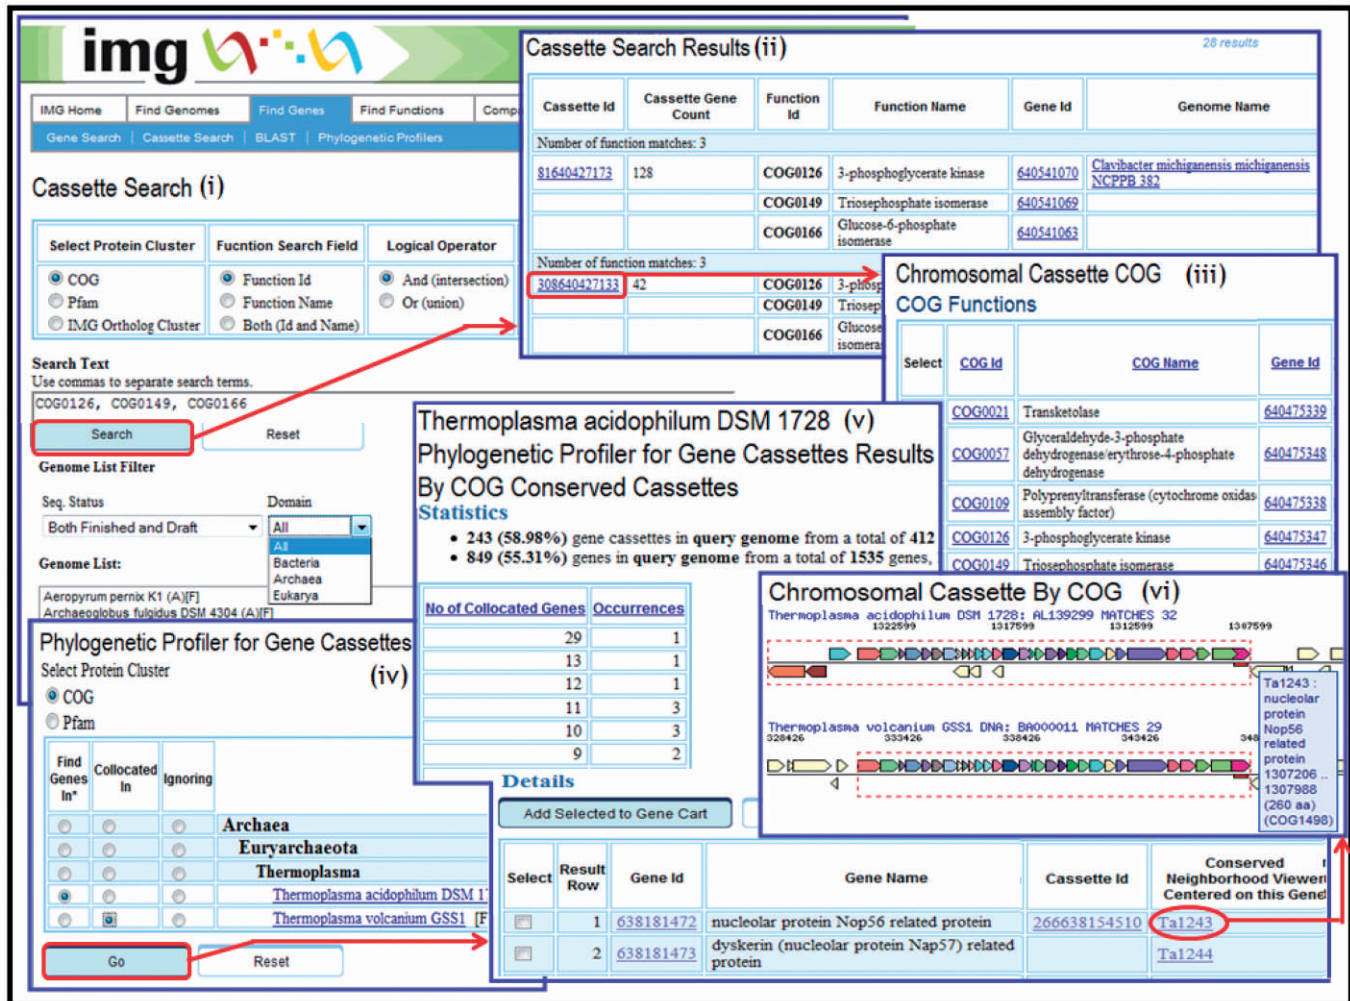 img
IMG Home
Find Genomes
Find Genes
Find Functions
Comp
Gene Search | Cassette Search | BLAST | Phylogenetic Profilers
Cassette Search (i)
Select Protein Cluster
Fucntion Search Field
Logical Operator
COG
Function Id
And (intersection)
Pfam
Function Name
Or (union)
IMG Ortholog Cluster
Both (Id and Name)
Search Text
Use commas to separate search terms.
COG0126, COG0149, COG0166
Search
Reset
Genome List Filter
Seq. Status
Domain
Both Finished and Draft
All
All
Bacteria
Archaea
Eukarya
Genome List:
Aeropyrum pernix K1 (A)[F]
Archaeoglobus fulgidus DSM 4304 (A)[F]
Cassette Search Results (ii)
28 results
Cassette Id
Cassette Gene Count
Function Id
Function Name
Gene Id
Genome Name
Number of function matches: 3
81640427173
128
COG0126
3-phosphoglycerate kinase
640541070
Clavibacter michiganensis michiganensis
NCPPB 382
COG0149
Triosephosphate isomerase
640541069
COG0166
Glucose-6-phosphate
isomerase
640541063
Number of function matches: 3
308640427133
42
COG0126
3-phosp
COG0149
Triosep
COG0166
Glucose
isomera
Chromosomal Cassette COG (iii)
COG Functions
Select
COG Id
COG Name
Gene Id
COG0021
Transketolase
640475339
COG0057
Glyceraldehyde-3-phosphate
dehydrogenase/erythrose-4-phosphate
dehydrogenase
640475348
COG0109
Polyprenyltransferase (cytochrome oxidas
assembly factor)
640475338
COG0126
3-phosphoglycerate kinase
640475347
COG0149
Triosephosphate isomerase
640475346
Phylogenetic Profiler for Gene Cassettes
(iv)
Select Protein Cluster
COG
Pfam
Find Genes In*
Collocated In
Ignoring
Archaea
Euryarchaeota
Thermoplasma
Thermoplasma acidophilum DSM 1
Thermoplasma volcanium GSS1 [F
Go
Reset
Thermoplasma acidophilum DSM 1728 (v)
Phylogenetic Profiler for Gene Cassettes Results
By COG Conserved Cassettes
Statistics
• 243 (58.98%) gene cassettes in query genome from a total of 412
• 849 (55.31%) genes in query genome from a total of 1535 genes,
No of Collocated Genes
Occurrences
29 1
13 1
12 1
11 3
10 3
9 2
Details
Add Selected to Gene Cart
Select
Result Row
Gene Id
Gene Name
Cassette Id
Conserved
Neighborhood Viewer
Centered on this Gene
1
638181472
nucleolar protein Nop56 related protein
266638154510
Ta1243
2
638181473
dyskerin (nucleolar protein Nap57) related
protein
Ta1244
Chromosomal Cassette By COG (vi)
Thermoplasma acidophilum DSM 1728: AL139299 MATCHES 32
1322599 1317599 1312599 1307599
Thermoplasma volcanium GSS1 DNA: BA000011 MATCHES 29
328426 333426 338426 343426 348
Ta1243 :
nucleolar
protein
Nop56
related
protein
1307206 ..
1307988
(260 aa)
(COG1498)